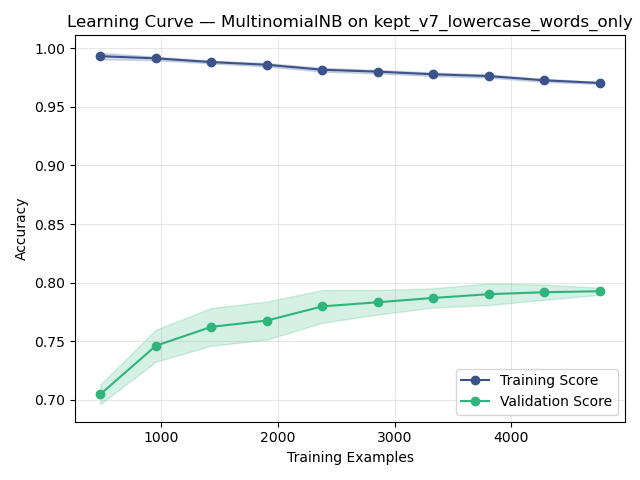 Learning Curve — MultinomialNB on kept_v7_lowercase_words_only
1.00
0.95
0.90
0.85
0.80
0.75
0.70
Accuracy
Training Score
Validation Score
1000
2000
3000
4000
Training Examples